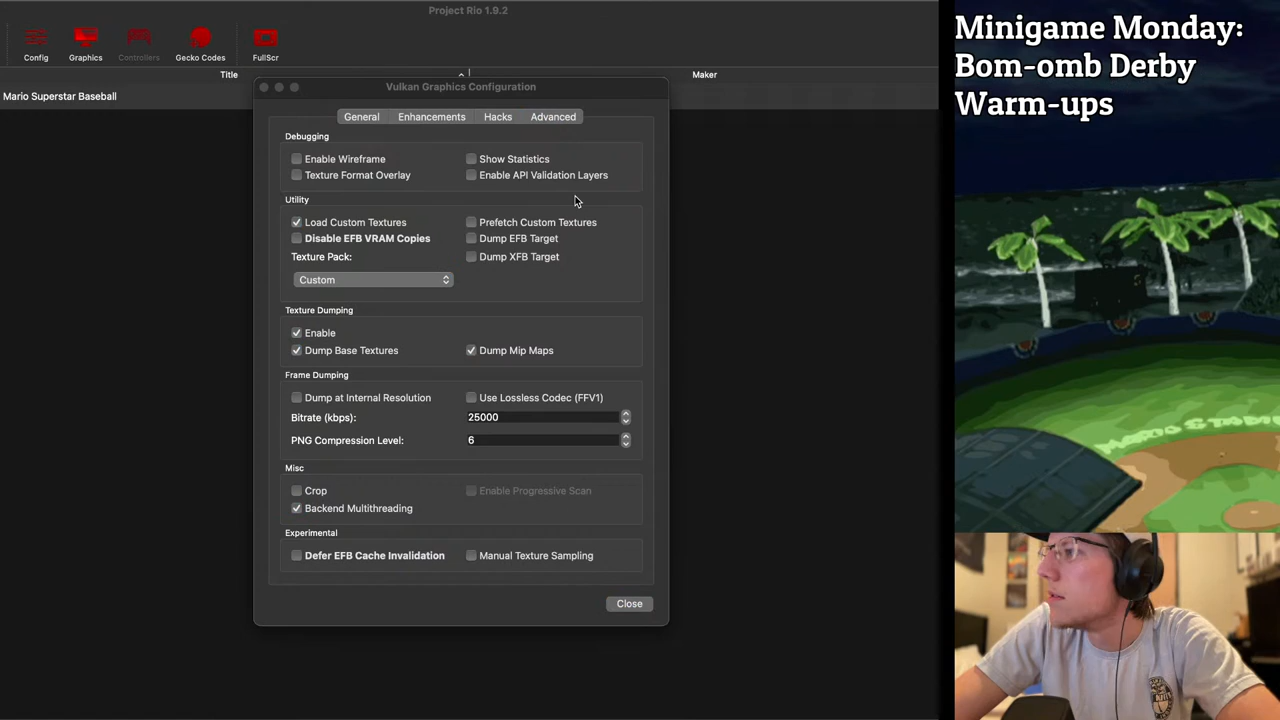 Project Rio 1.9.2
Config
Graphics
Controllers
Gecko Codes
FullScr
Title
Maker
Mario Superstar Baseball
Vulkan Graphics Configuration
General
Enhancements
Hacks
Advanced
Debugging
Enable Wireframe
Show Statistics
Texture Format Overlay
Enable API Validation Layers
Utility
Load Custom Textures
Prefetch Custom Textures
Disable EFB VRAM Copies
Dump EFB Target
Texture Pack:
Dump XFB Target
Custom
Texture Dumping
Enable
Dump Base Textures
Dump Mip Maps
Frame Dumping
Dump at Internal Resolution
Use Lossless Codec (FFV1)
Bitrate (kbps):
25000
PNG Compression Level:
6
Misc
Crop
Enable Progressive Scan
Backend Multithreading
Experimental
Defer EFB Cache Invalidation
Manual Texture Sampling
Close
Minigame Monday:
Bom-omb Derby
Warm-ups
MARIO STADIUM